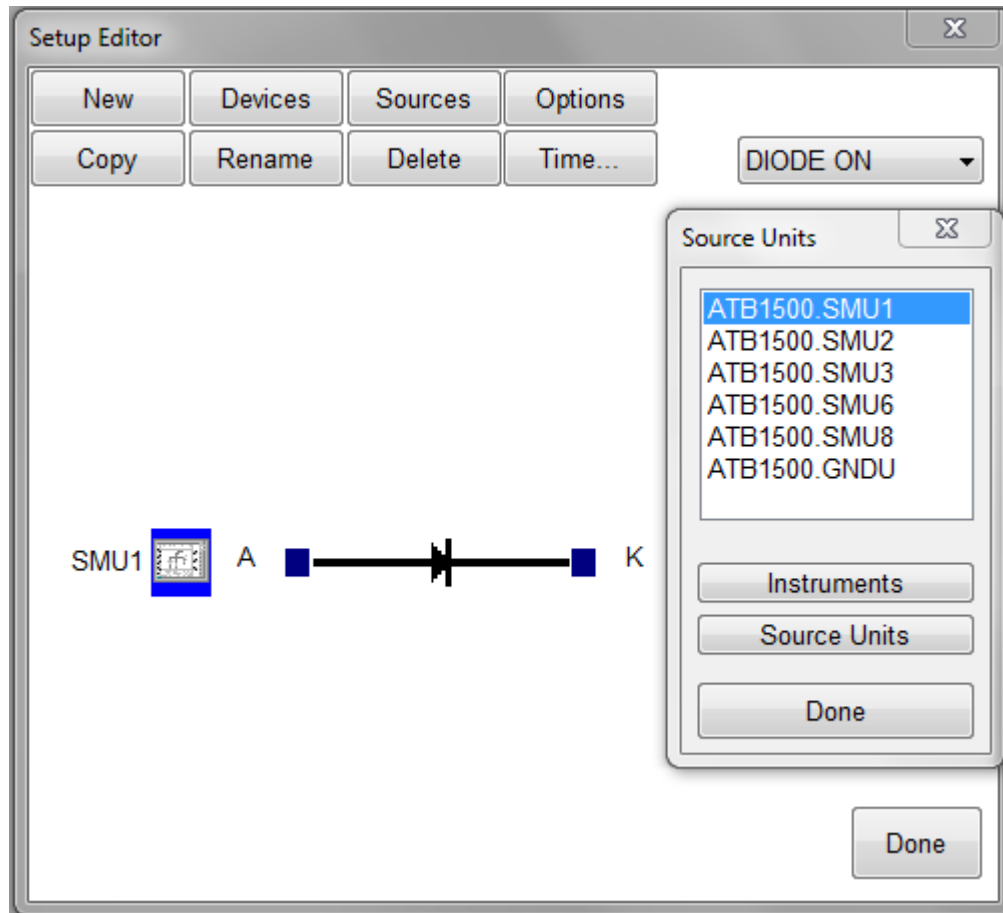 Setup Editor
New Devices Sources Options
Copy Rename Delete Time...
DIODE ON
Source Units
ATB1500.SMU1
ATB1500.SMU2
ATB1500.SMU3
ATB1500.SMU6
ATB1500.SMU8
ATB1500.GNDU
SMU1 A K
Instruments
Source Units
Done
Done